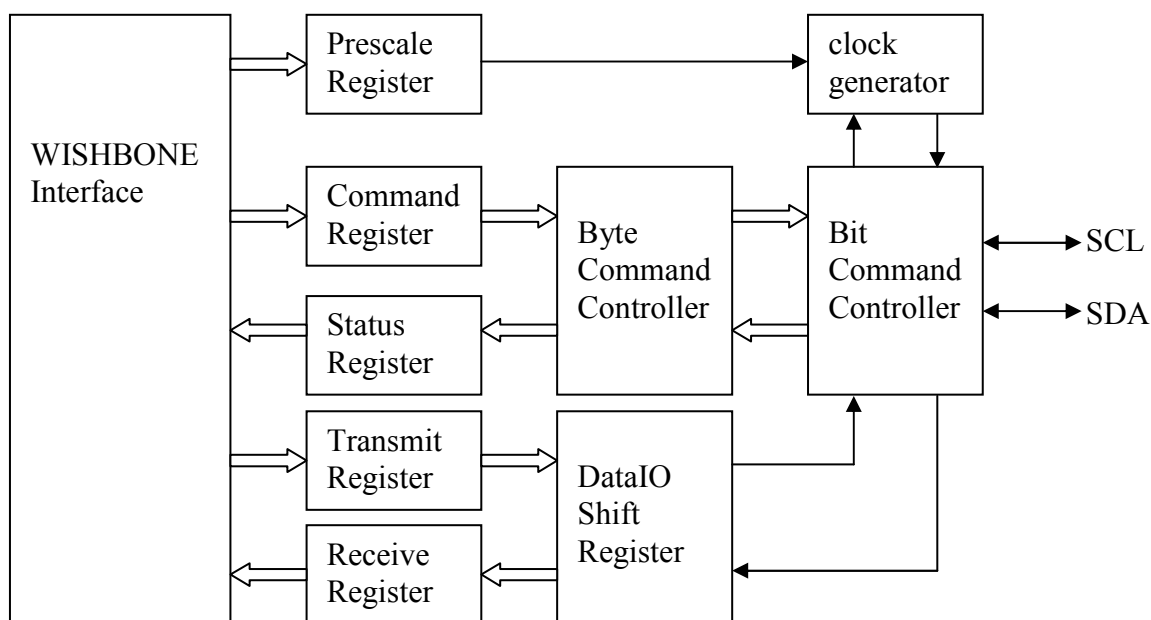 WISHBONE
Interface
Prescale
Register
clock
generator
Command
Register
Byte
Command
Controller
Bit
Command
Controller
SCL
SDA
Status
Register
Transmit
Register
DataIO
Shift
Register
Receive
Register